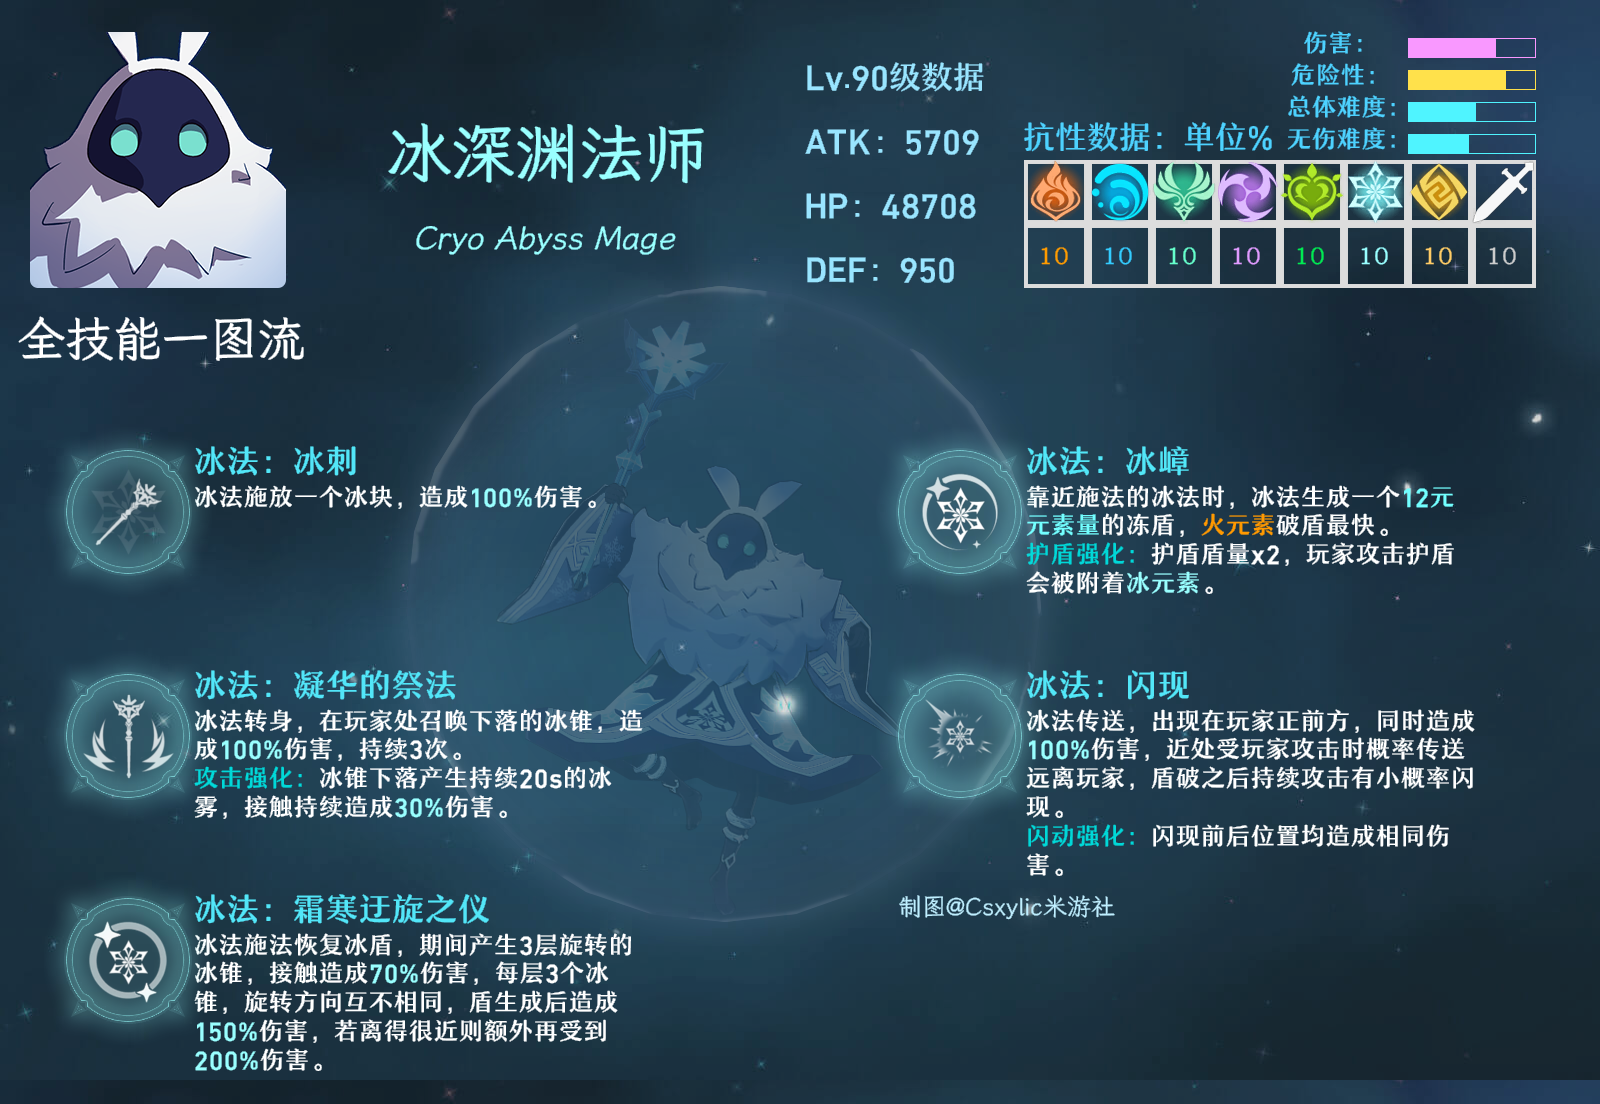 冰深渊法师
Cryo Abyss Mage
全技能一图流
Lv.90级数据
ATK：5709
HP：48708
DEF：950
伤害：
危险性：
总体难度：
无伤难度：
抗性数据：单位%
10 10 10 10 10 10 10 10
冰法：冰刺
冰法施放一个冰块，造成100%伤害。
冰法：凝华的祭法
冰法转身，在玩家处召唤下落的冰锥，造
成100%伤害，持续3次。
攻击强化：冰锥下落产生持续20s的冰
雾，接触持续造成30%伤害。
冰法：霜寒迂旋之仪
冰法施法恢复冰盾，期间产生3层旋转的
冰锥，接触造成70%伤害，每层3个冰
锥，旋转方向互不相同，盾生成后造成
150%伤害，若离得很近则额外再受到
200%伤害。
冰法：冰嶂
靠近施法的冰法时，冰法生成一个12元
元素量的冻盾，火元素破盾最快。
护盾强化：护盾盾量x2，玩家攻击护盾
会被附着冰元素。
冰法：闪现
冰法传送，出现在玩家正前方，同时造成
100%伤害，近处受玩家攻击时概率传送
远离玩家，盾破之后持续攻击有小概率闪
现。
闪动强化：闪现前后位置均造成相同伤
害。
制图@Csxylic米游社